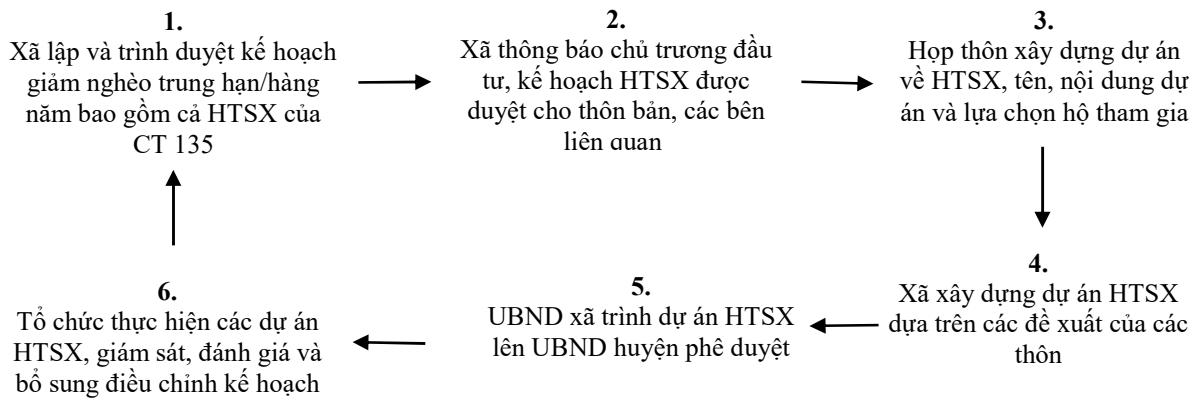 1.
Xã lập và trình duyệt kế hoạch
giảm nghèo trung hạn/hàng
năm bao gồm cả HTSX của
CT 135
2.
Xã thông báo chủ trương đầu
tư, kế hoạch HTSX được
duyệt cho thôn bản, các bên
liên quan
3.
Họp thôn xây dựng dự án
về HTSX, tên, nội dung dự
án và lựa chọn hộ tham gia
4.
Xã xây dựng dự án HTSX
dựa trên các đề xuất của các
thôn
5.
UBND xã trình dự án HTSX
lên UBND huyện phê duyệt
6.
Tổ chức thực hiện các dự án
HTSX, giám sát, đánh giá và
bổ sung điều chỉnh kế hoạch